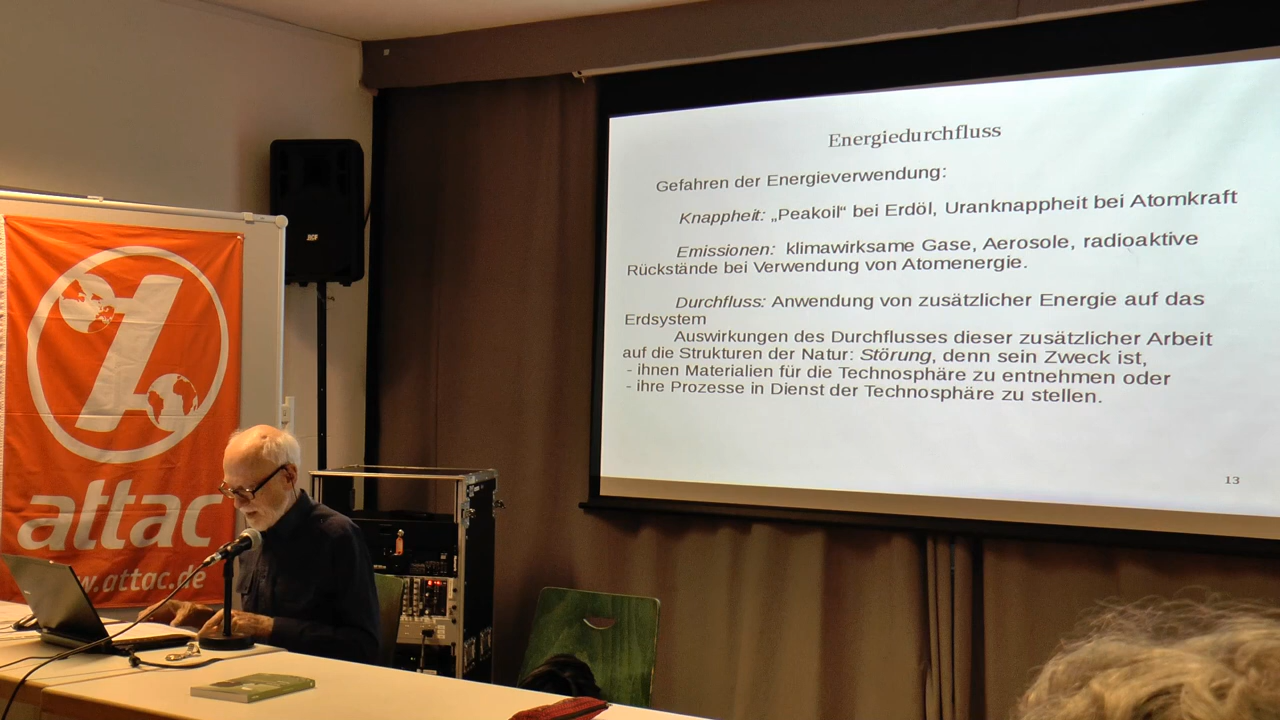 Energiedurchfluss
Gefahren der Energieverwendung:
Knappheit: „Peakoil“ bei Erdöl, Uranknappheit bei Atomkraft
Emissionen: klimawirksame Gase, Aerosole, radioaktive
Rückstände bei Verwendung von Atomenergie.
Durchfluss: Anwendung von zusätzlicher Energie auf das
Erdsystem
Auswirkungen des Durchflusses dieser zusätzlicher Arbeit
auf die Strukturen der Natur: Störung, denn sein Zweck ist,
- ihnen Materialien für die Technosphäre zu entnehmen oder
- ihre Prozesse in Dienst der Technosphäre zu stellen.
13
attac
w.attac.de